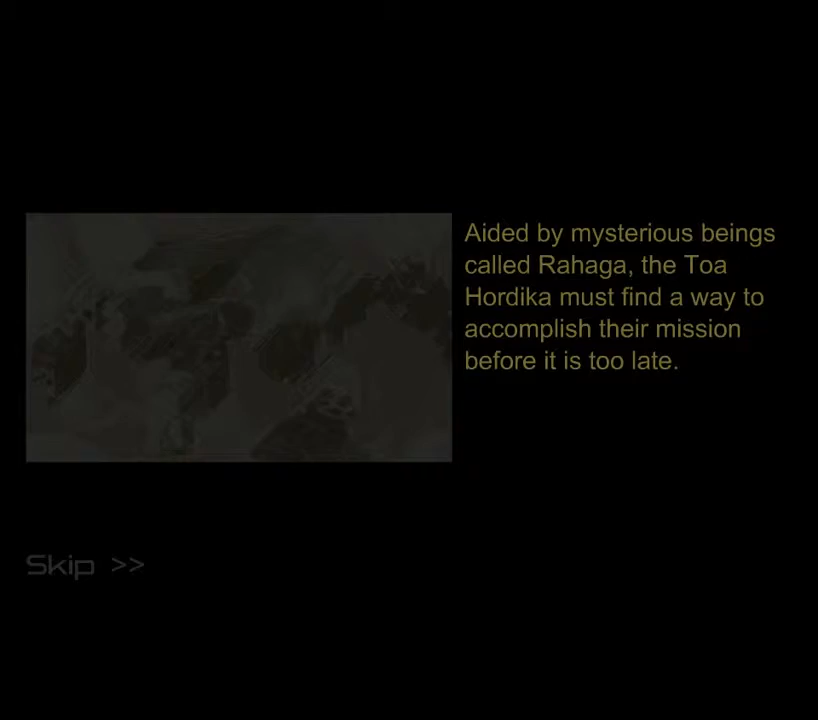 Aided by mysterious beings
called Rahaga, the Toa
Hordika must find a way to
accomplish their mission
before it is too late.
Skip >>